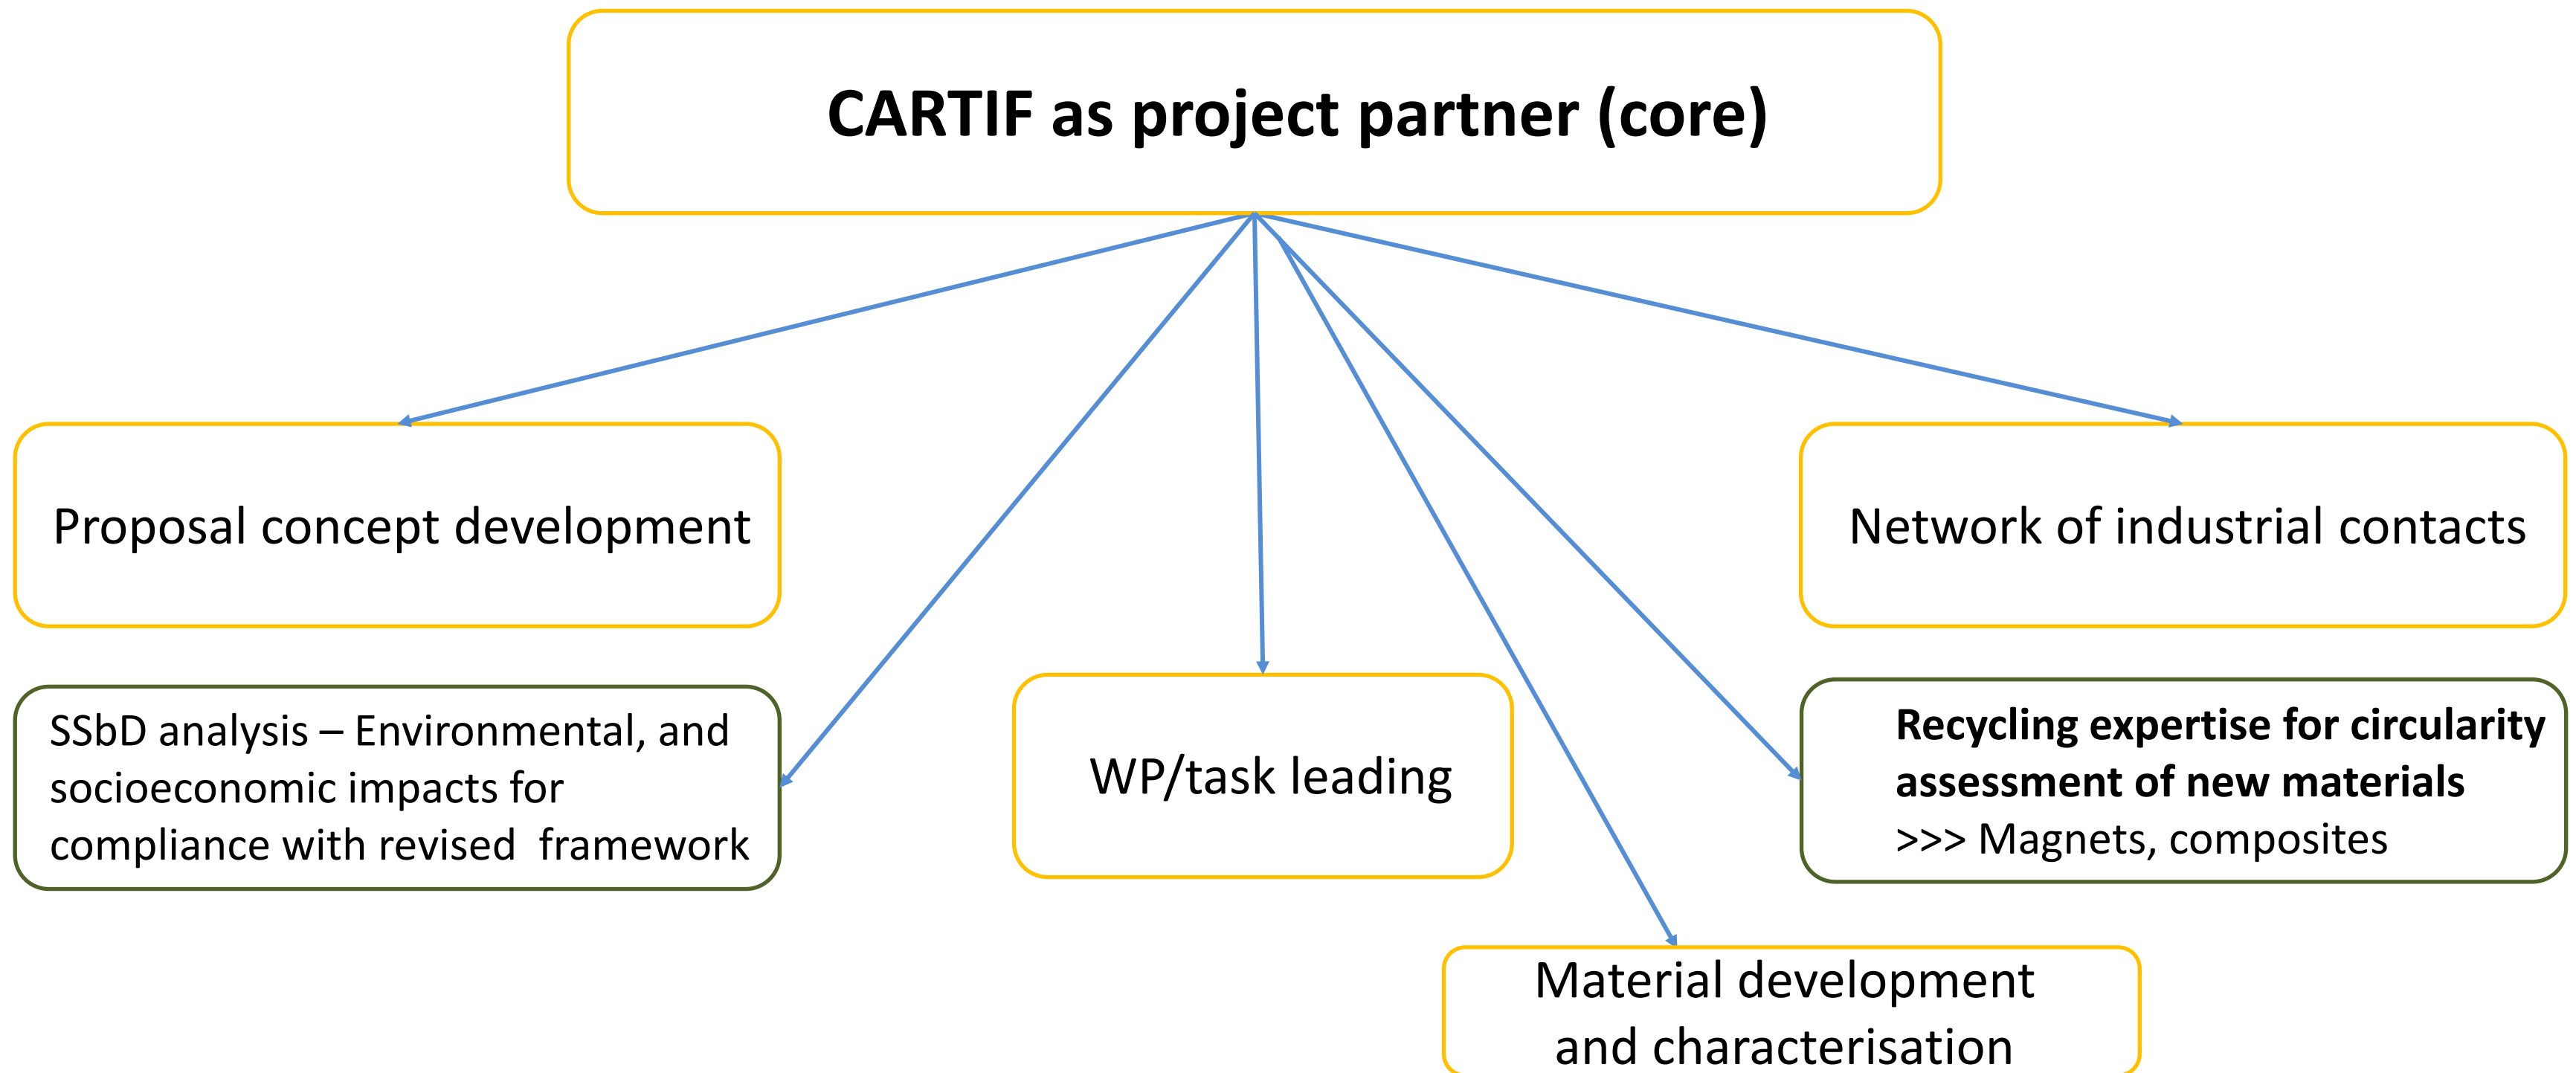 CARTIF as project partner (core)
Proposal concept development
Network of industrial contacts
SSbD analysis – Environmental, and
socioeconomic impacts for
compliance with revised  framework
WP/task leading
Recycling expertise for circularity
assessment of new materials
>>> Magnets, composites
Material development
and characterisation